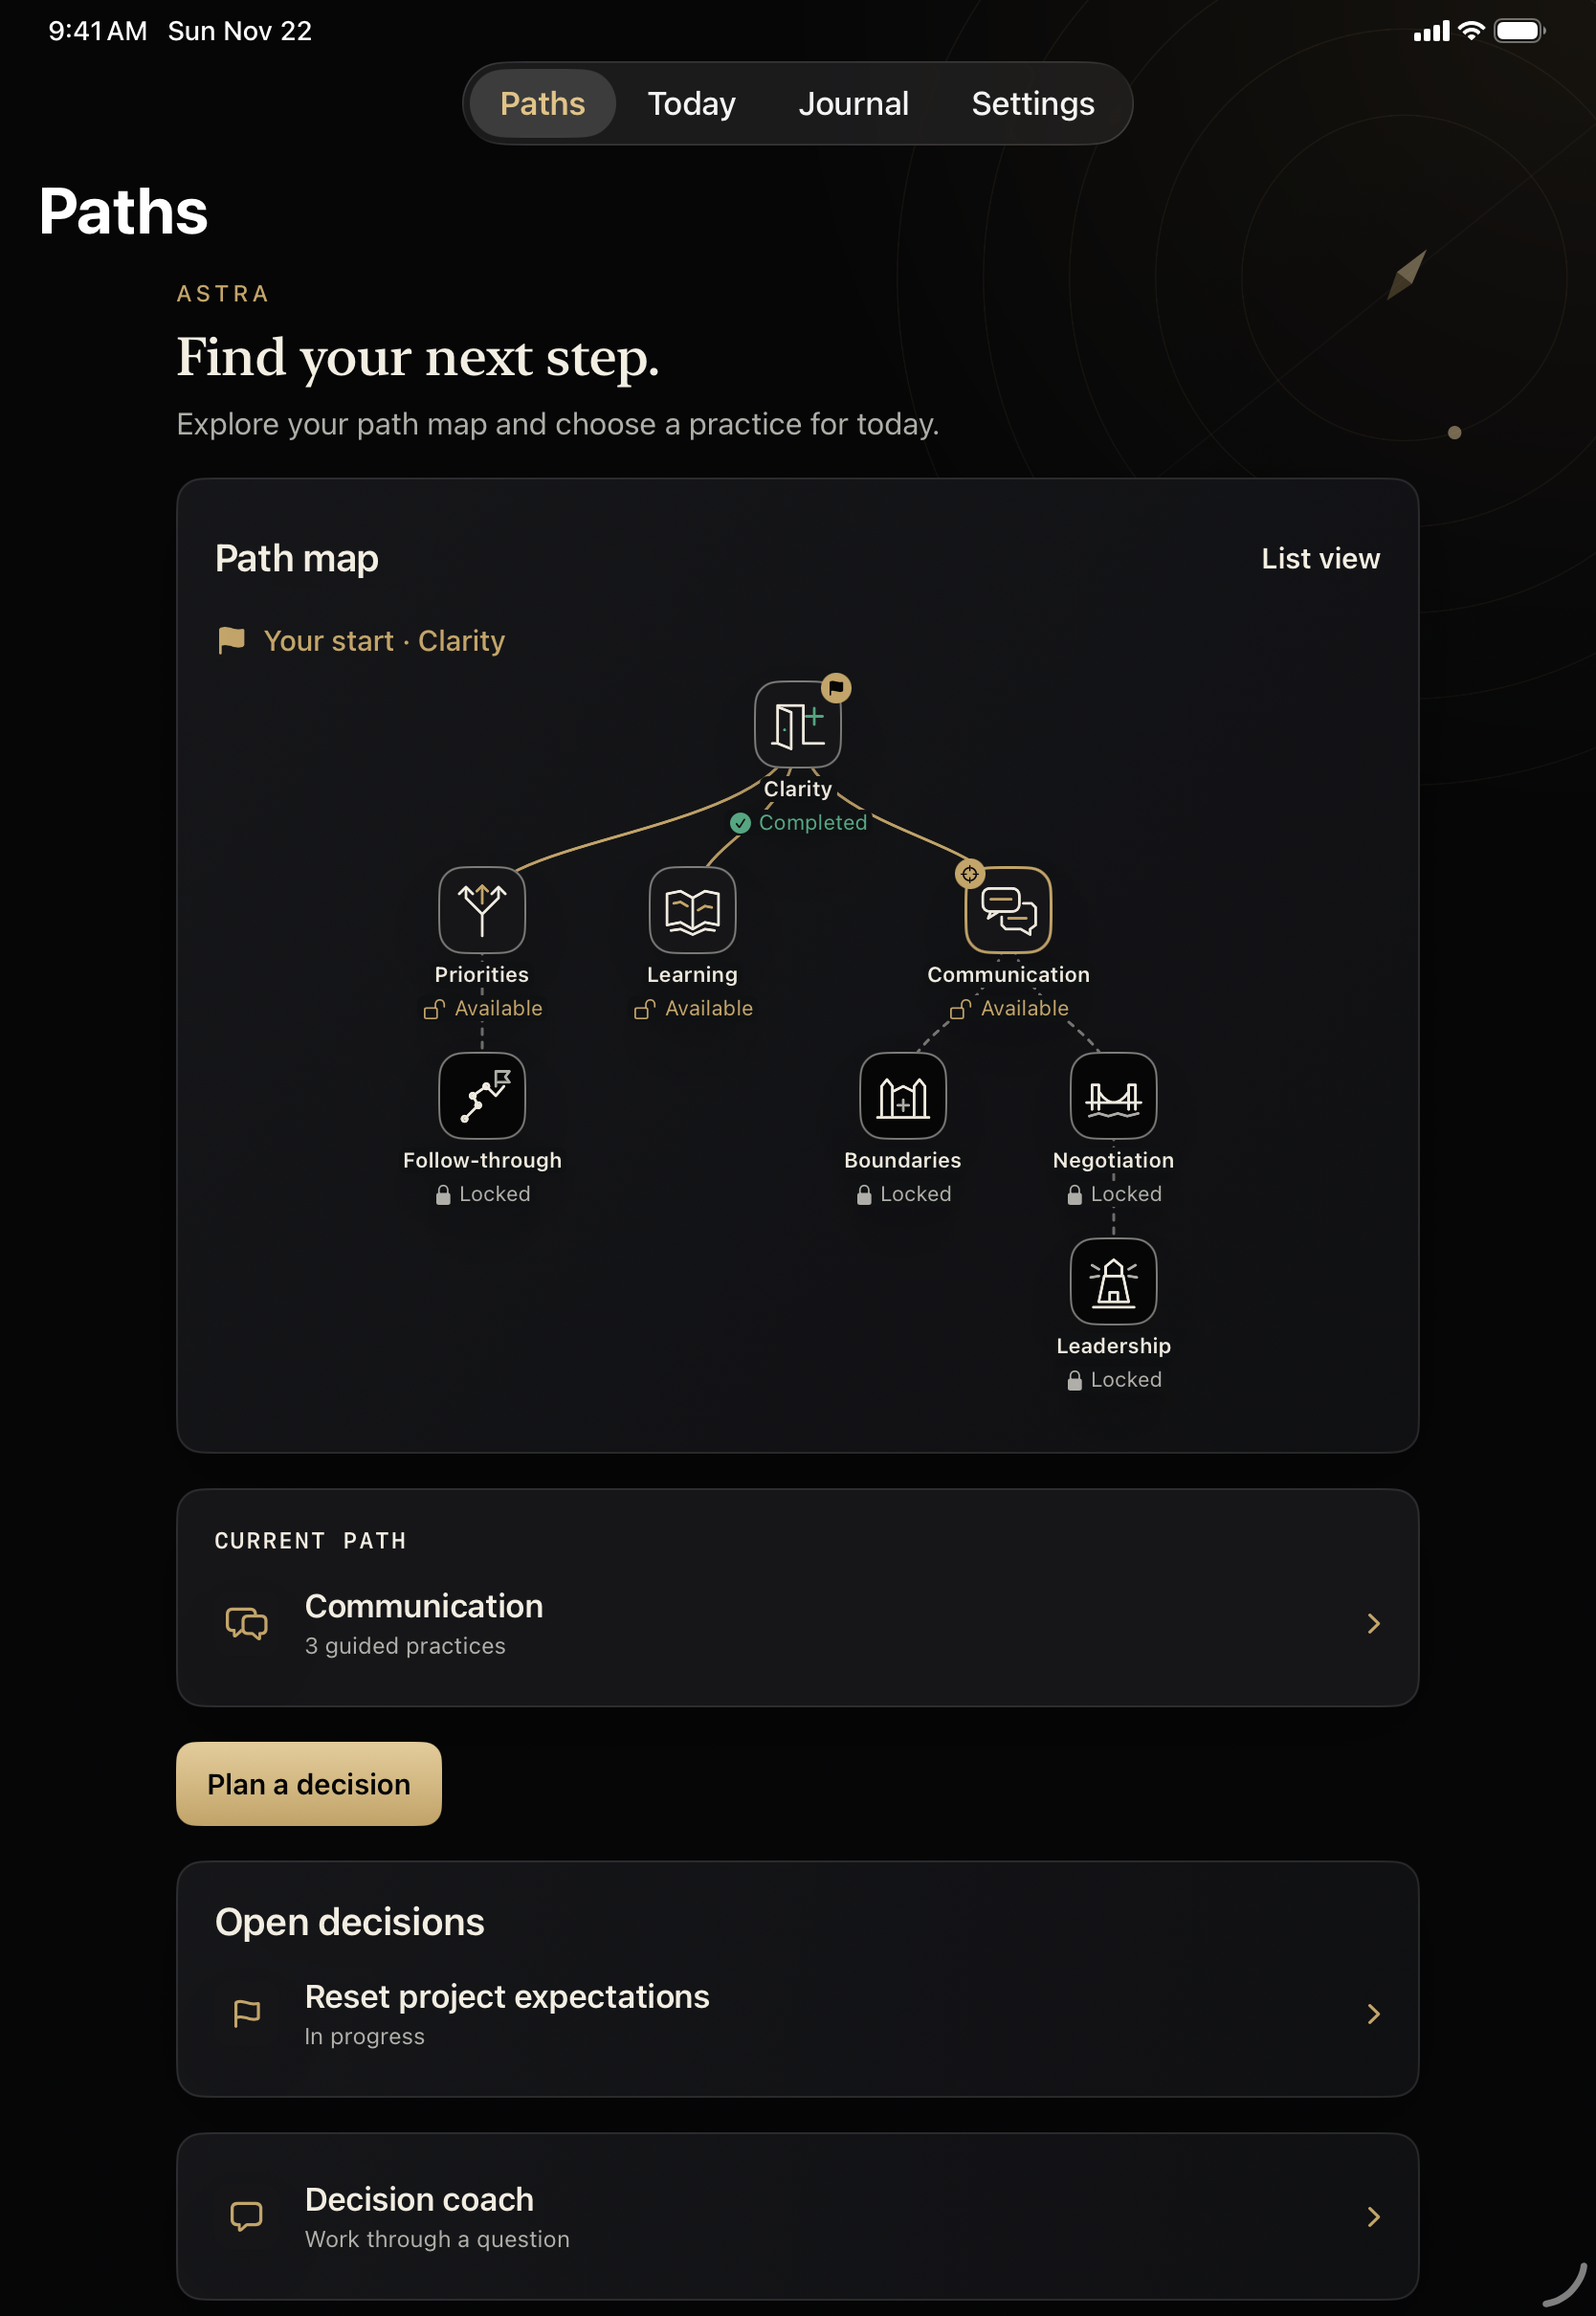 9:41 AM Sun Nov 22
Paths Today Journal Settings
Paths
ASTRA
Find your next step.
Explore your path map and choose a practice for today.
Path map List view
Your start · Clarity
Clarity
Completed
Priorities Learning Communication
Available Available Available
Follow-through Boundaries Negotiation
Locked Locked Locked
Leadership
Locked
CURRENT PATH
Communication
3 guided practices
Plan a decision
Open decisions
Reset project expectations
In progress
Decision coach
Work through a question